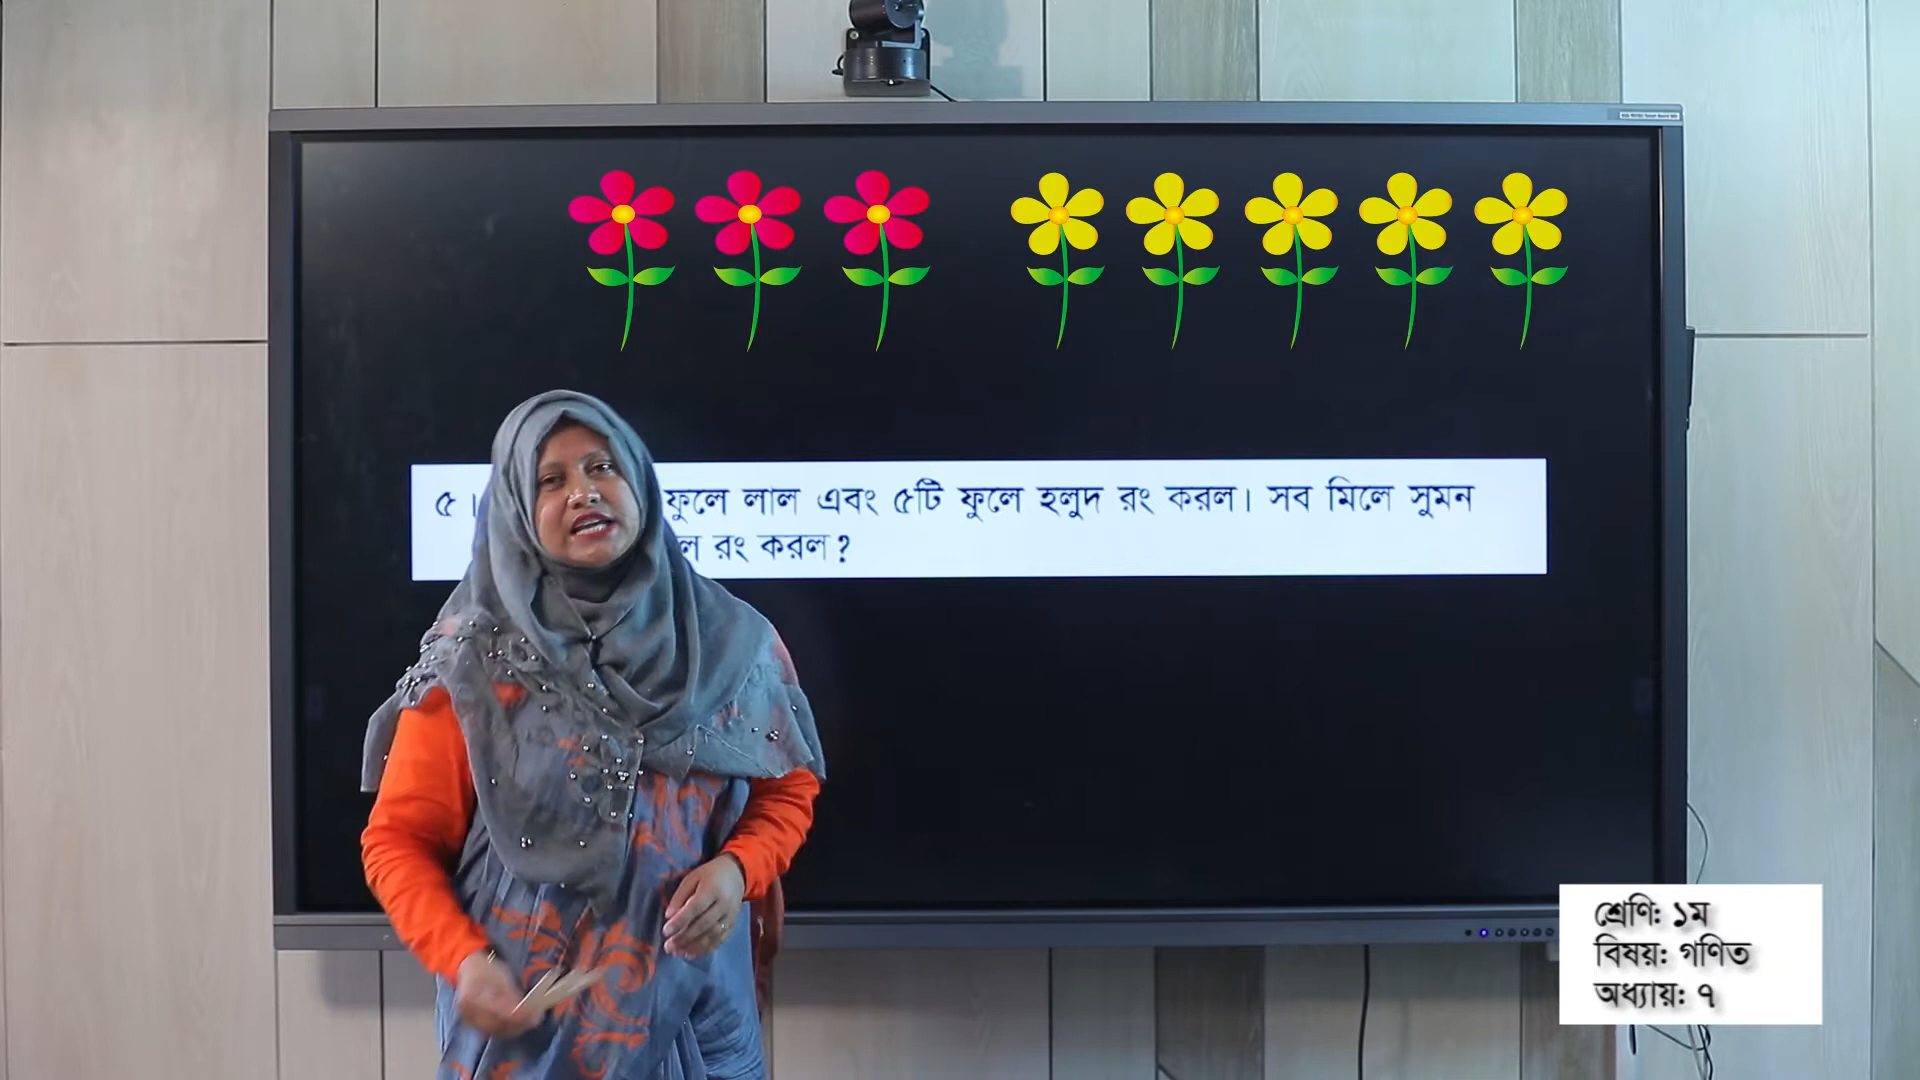 ৫। ফুলে লাল এবং ৫টি ফুলে হলুদ রং করল। সব মিলে সুমন
রং করল?
শ্রেণি: ১ম
বিষয়: গণিত
অধ্যায়: ৭